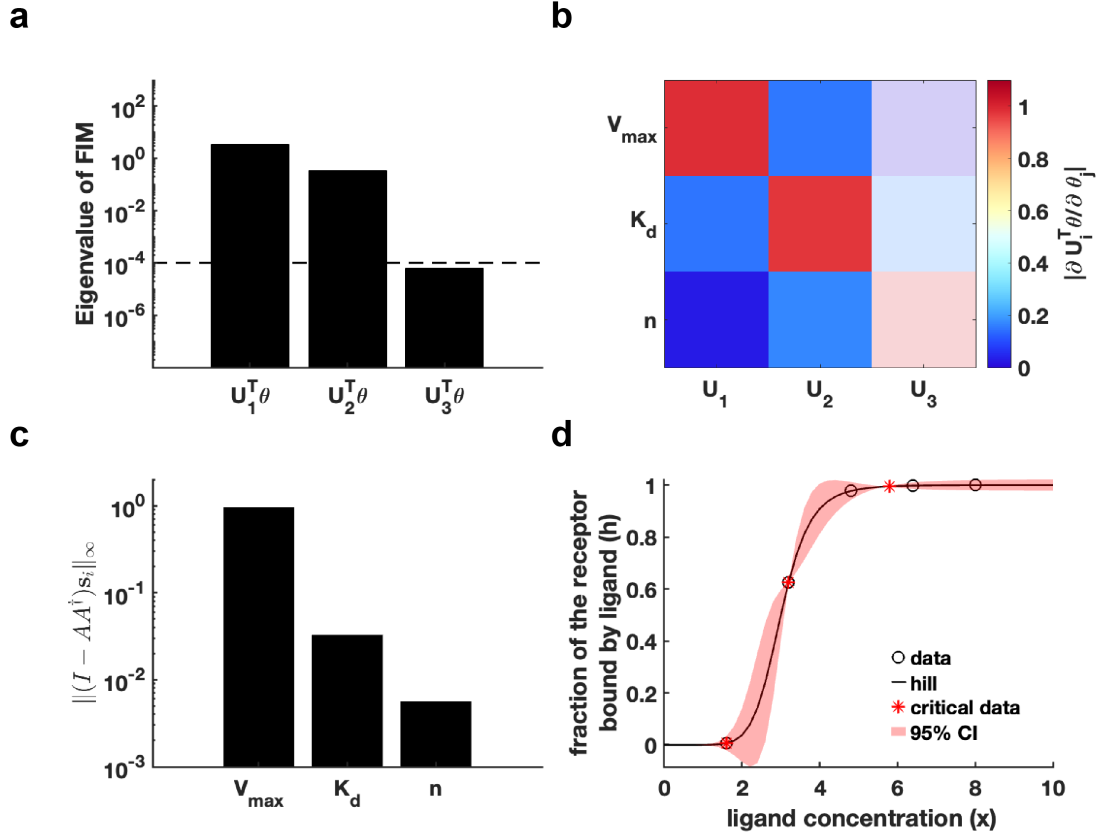 a
Eigenvalue of FIM
10^2
10^0
10^-2
10^-4
10^-6
U_1^Tθ
U_2^Tθ
U_3^Tθ
b
V_max
K_d
n
U_1
U_2
U_3
1
0.8
0.6
0.4
0.2
0
|∂ U_i^Tθ/∂ θ_j|
c
||(I − AA^†)s_i||_∞
10^0
10^-1
10^-2
10^-3
V_max
K_d
n
d
fraction of the receptor
bound by ligand (h)
1
0.8
0.6
0.4
0.2
0
data
hill
critical data
95% CI
0 2 4 6 8 10
ligand concentration (x)